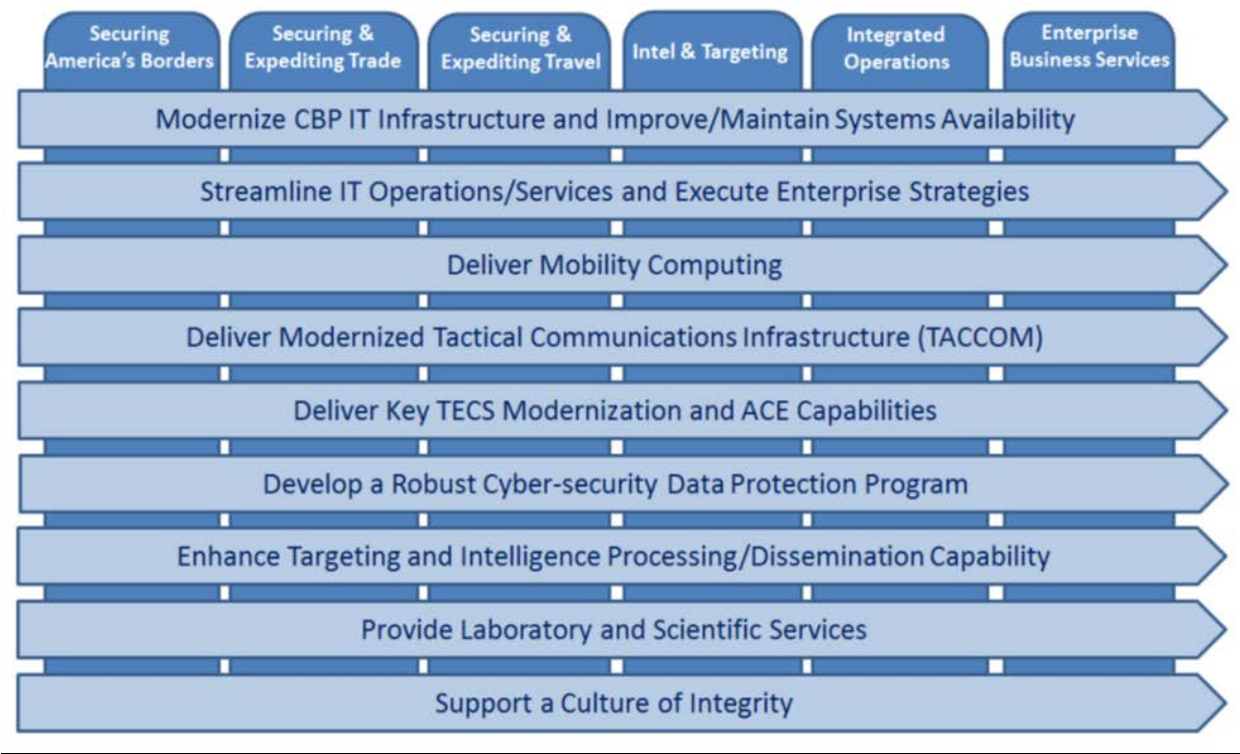 Securing
America's Borders
Securing &
Expediting Trade
Securing &
Expediting Travel
Intel & Targeting
Integrated
Operations
Enterprise
Business Services
Modernize CBP IT Infrastructure and Improve/Maintain Systems Availability
Streamline IT Operations/Services and Execute Enterprise Strategies
Deliver Mobility Computing
Deliver Modernized Tactical Communications Infrastructure (TACCOM)
Deliver Key TECS Modernization and ACE Capabilities
Develop a Robust Cyber-security Data Protection Program
Enhance Targeting and Intelligence Processing/Dissemination Capability
Provide Laboratory and Scientific Services
Support a Culture of Integrity